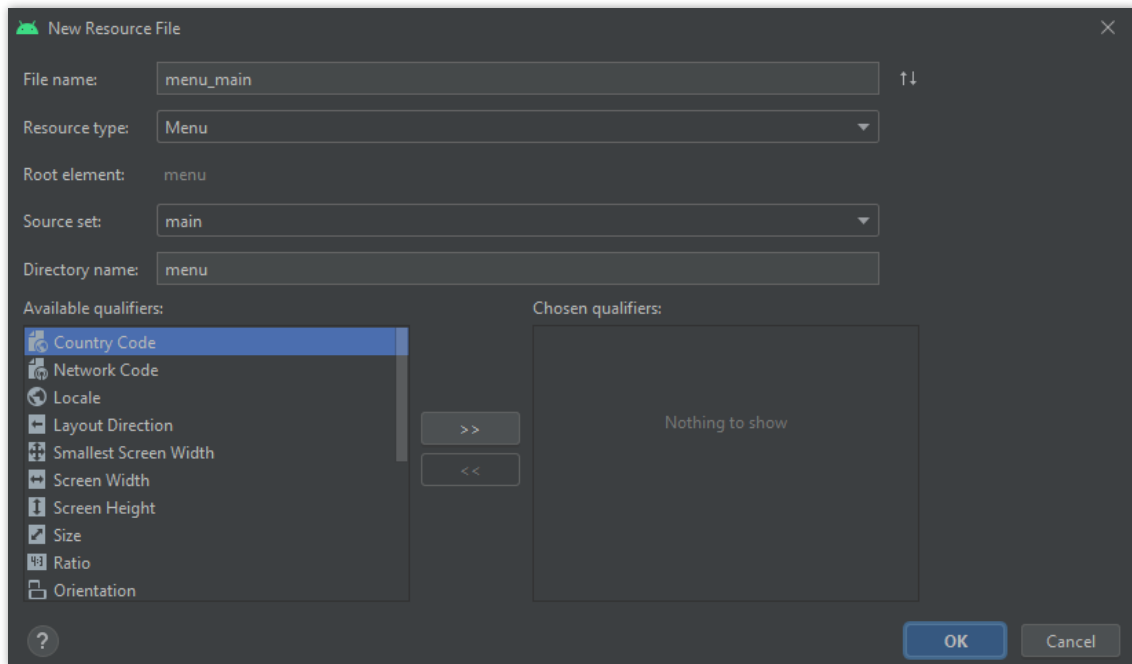 New Resource File
File name:
menu_main
Resource type:
Menu
Root element:
menu
Source set:
main
Directory name:
menu
Available qualifiers:
Chosen qualifiers:
Country Code
Network Code
Locale
Layout Direction
Smallest Screen Width
Screen Width
Screen Height
Size
4:3 Ratio
Orientation
>>
<<
Nothing to show
?
OK
Cancel